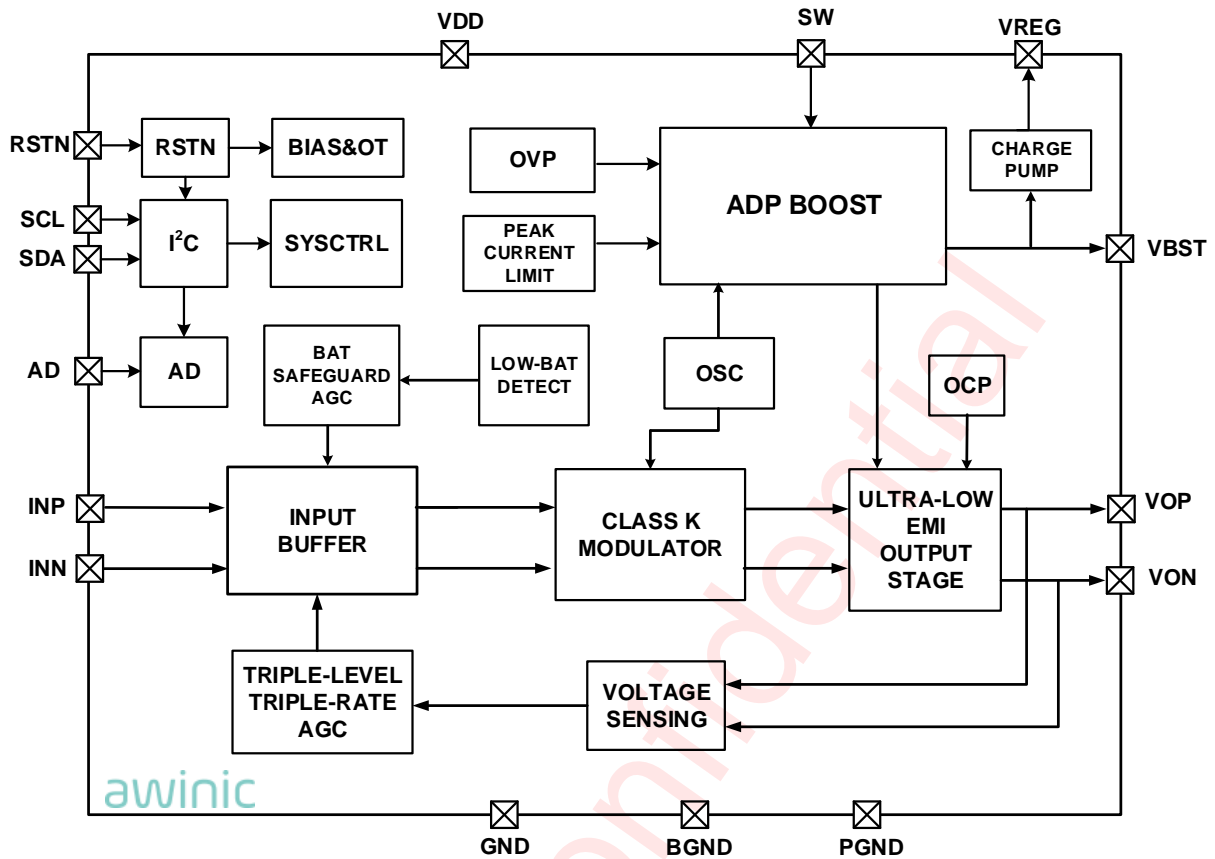 VDD
SW
VREG
RSTN
RSTN
BIAS&OT
OVP
CHARGE
PUMP
ADP BOOST
SCL
SDA
I²C
SYSCTRL
PEAK
CURRENT
LIMIT
VBST
AD
AD
BAT
SAFEGUARD
AGC
LOW-BAT
DETECT
OSC
OCP
INP
INN
INPUT
BUFFER
CLASS K
MODULATOR
ULTRA-LOW
EMI
OUTPUT
STAGE
VOP
VON
TRIPLE-LEVEL
TRIPLE-RATE
AGC
VOLTAGE
SENSING
awinic
GND
BGND
PGND
onfidential